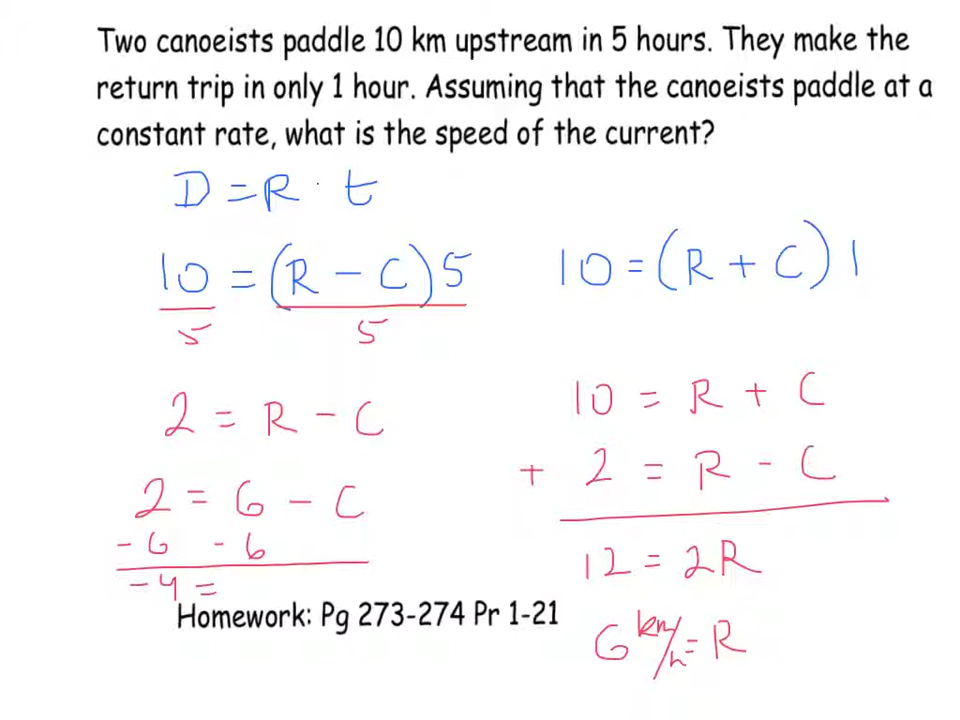 Two canoeists paddle 10 km upstream in 5 hours. They make the
return trip in only 1 hour. Assuming that the canoeists paddle at a
constant rate, what is the speed of the current?
D = R · t
10 = (R - C) 5
5 5
10 = (R + C) 1
2 = R - C
2 = 6 - C
-6 -6
-4 =
10 = R + C
+ 2 = R - C
12 = 2R
6 km/h = R
Homework: Pg 273-274 Pr 1-21